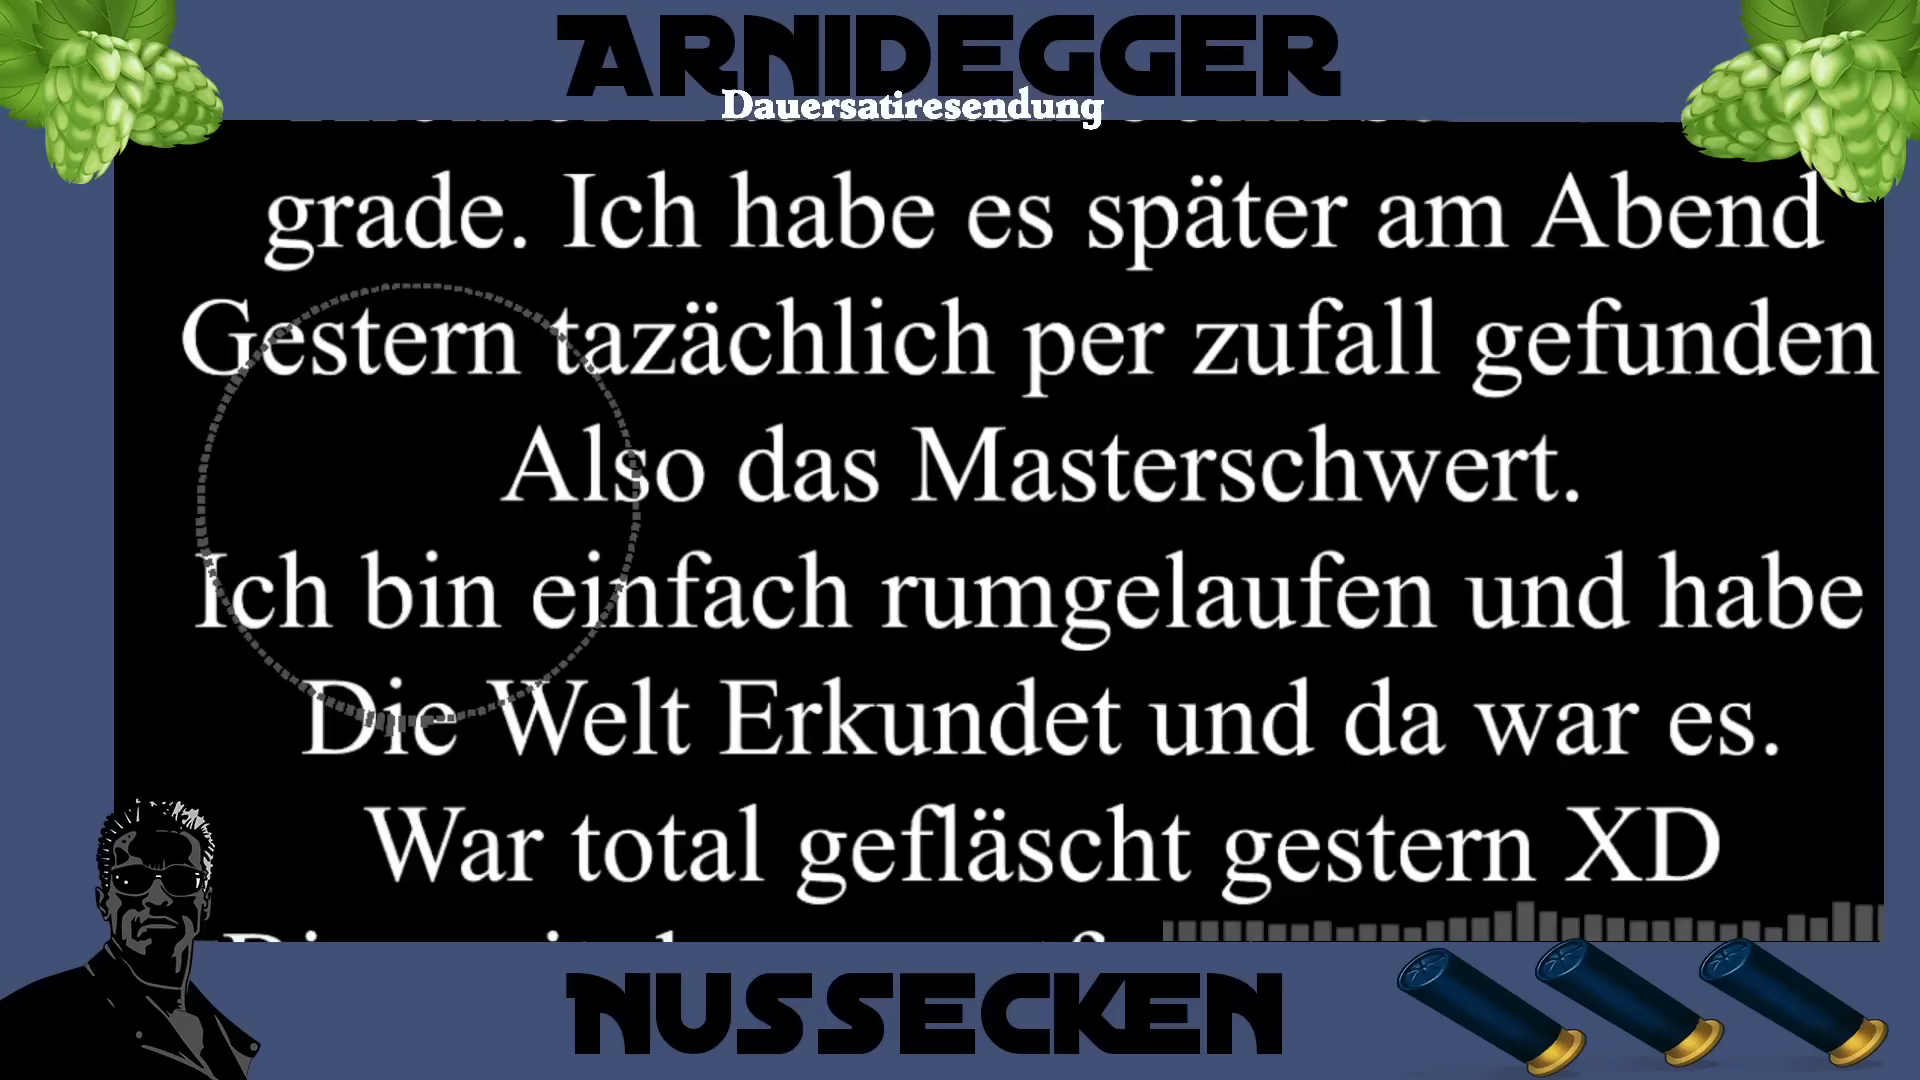 ARNIDEGGER
Dauersatiresendung
grade. Ich habe es später am Abend
Gestern tazächlich per zufall gefunden
Also das Masterschwert.
Ich bin einfach rumgelaufen und habe
Die Welt Erkundet und da war es.
War total gefläscht gestern XD
NUSSECKEN